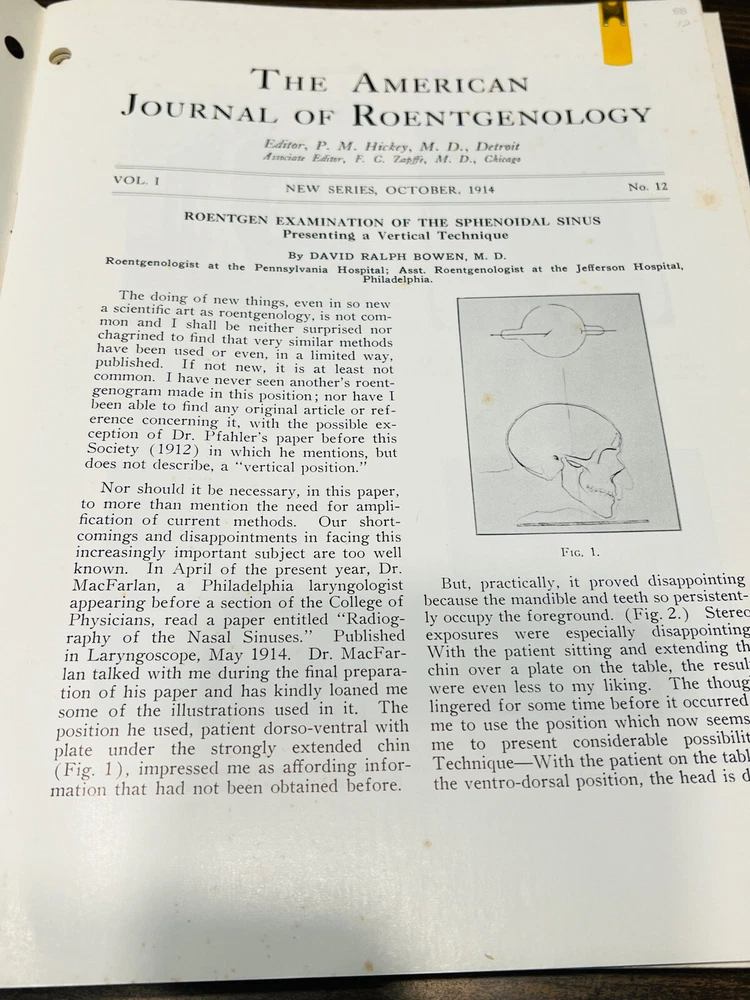 THE AMERICAN
JOURNAL OF ROENTGENOLOGY
Editor, P. M. Hickey, M. D., Detroit
Associate Editor, F. C. Zapffe, M. D., Chicago
VOL. I
NEW SERIES, OCTOBER, 1914
No. 12
ROENTGEN EXAMINATION OF THE SPHENOIDAL SINUS
Presenting a Vertical Technique
By DAVID RALPH BOWEN, M. D.
Roentgenologist at the Pennsylvania Hospital; Asst. Roentgenologist at the Jefferson Hospital,
Philadelphia.
The doing of new things, even in so new
a scientific art as roentgenology, is not com-
mon and I shall be neither surprised nor
chagrined to find that very similar methods
have been used or even, in a limited way,
published. If not new, it is at least not
common. I have never seen another's roent-
genogram made in this position; nor have I
been able to find any original article or ref-
erence concerning it, with the possible ex-
ception of Dr. Pfahler's paper before this
Society (1912) in which he mentions, but
does not describe, a "vertical position."
Nor should it be necessary, in this paper,
to more than mention the need for ampli-
fication of current methods. Our short-
comings and disappointments in facing this
increasingly important subject are too well
known. In April of the present year, Dr.
MacFarlan, a Philadelphia laryngologist
appearing before a section of the College of
Physicians, read a paper entitled "Radiog-
raphy of the Nasal Sinuses." Published
in Laryngoscope, May 1914. Dr. MacFar-
lan talked with me during the final prepara-
tion of his paper and has kindly loaned me
some of the illustrations used in it. The
position he used, patient dorso-ventral with
plate under the strongly extended chin
(Fig. 1), impressed me as affording infor-
mation that had not been obtained before.
FIG. 1.
But, practically, it proved disappointing
because the mandible and teeth so persistent-
ly occupy the foreground. (Fig. 2.) Stereo
exposures were especially disappointing
With the patient sitting and extending th
chin over a plate on the table, the resul
were even less to my liking. The thoug
lingered for some time before it occurred
me to use the position which now seems
me to present considerable possibilit
Technique—With the patient on the tabl
the ventro-dorsal position, the head is d